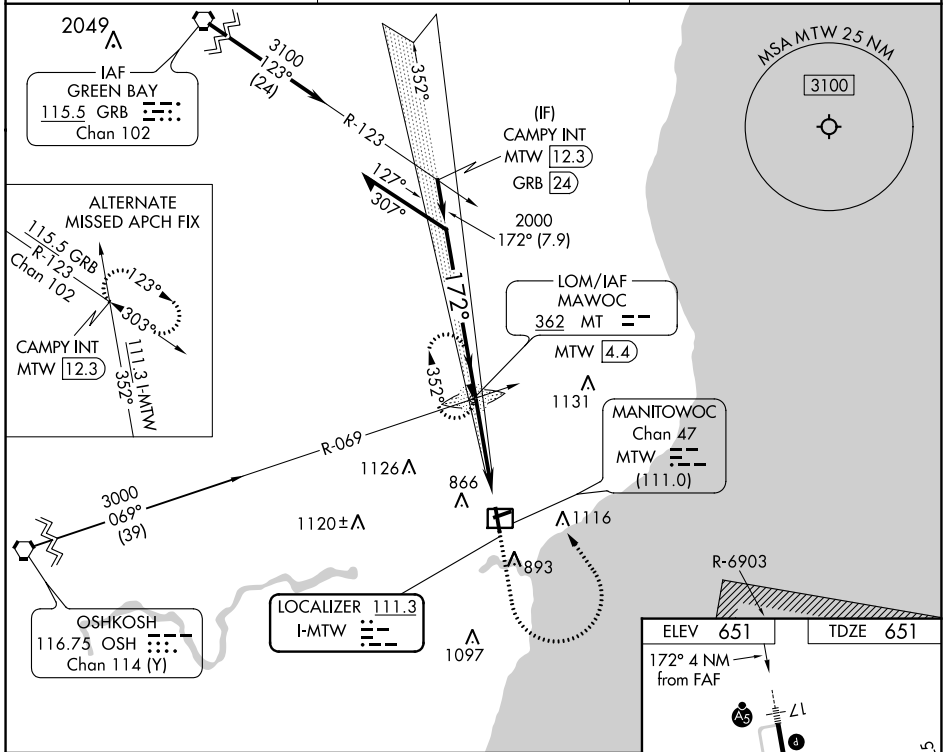 2049
IAF
GREEN BAY
115.5 GRB
Chan 102
3100
123°
(24)
R-123
352°
(IF)
CAMPY INT
MTW 12.3
GRB 24
MSA MTW 25 NM
3100
127°
307°
2000
172° (7.9)
172°
ALTERNATE
MISSED APCH FIX
115.5 GRB
R-123
Chan 102
123°
303°
CAMPY INT
MTW 12.3
111.3 I-MTW
352°
LOM/IAF
MAWOC
362 MT
MTW 4.4
352°
1131
MANITOWOC
Chan 47
MTW
(111.0)
R-069
1126
866
3000
069°
(39)
1120±
1116
893
R-6903
OSHKOSH
116.75 OSH
Chan 114 (Y)
LOCALIZER 111.3
I-MTW
1097
ELEV 651
TDZE 651
172° 4 NM
from FAF
A5
17
P
5